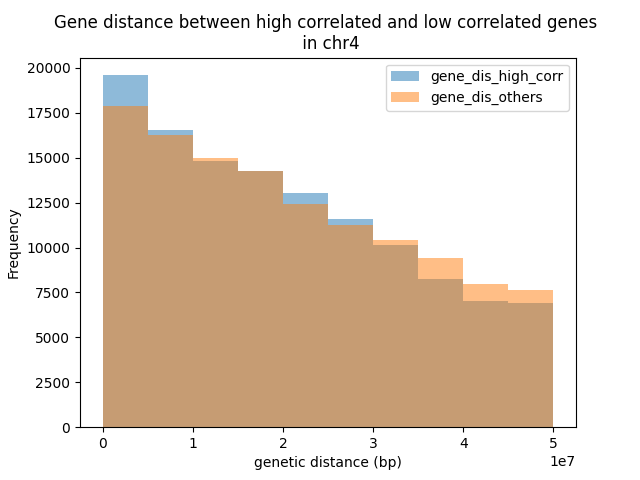 Gene distance between high correlated and low correlated genes
in chr4
gene_dis_high_corr
gene_dis_others
20000
17500
15000
12500
10000
7500
5000
2500
0
Frequency
0 1 2 3 4 5
1e7
genetic distance (bp)